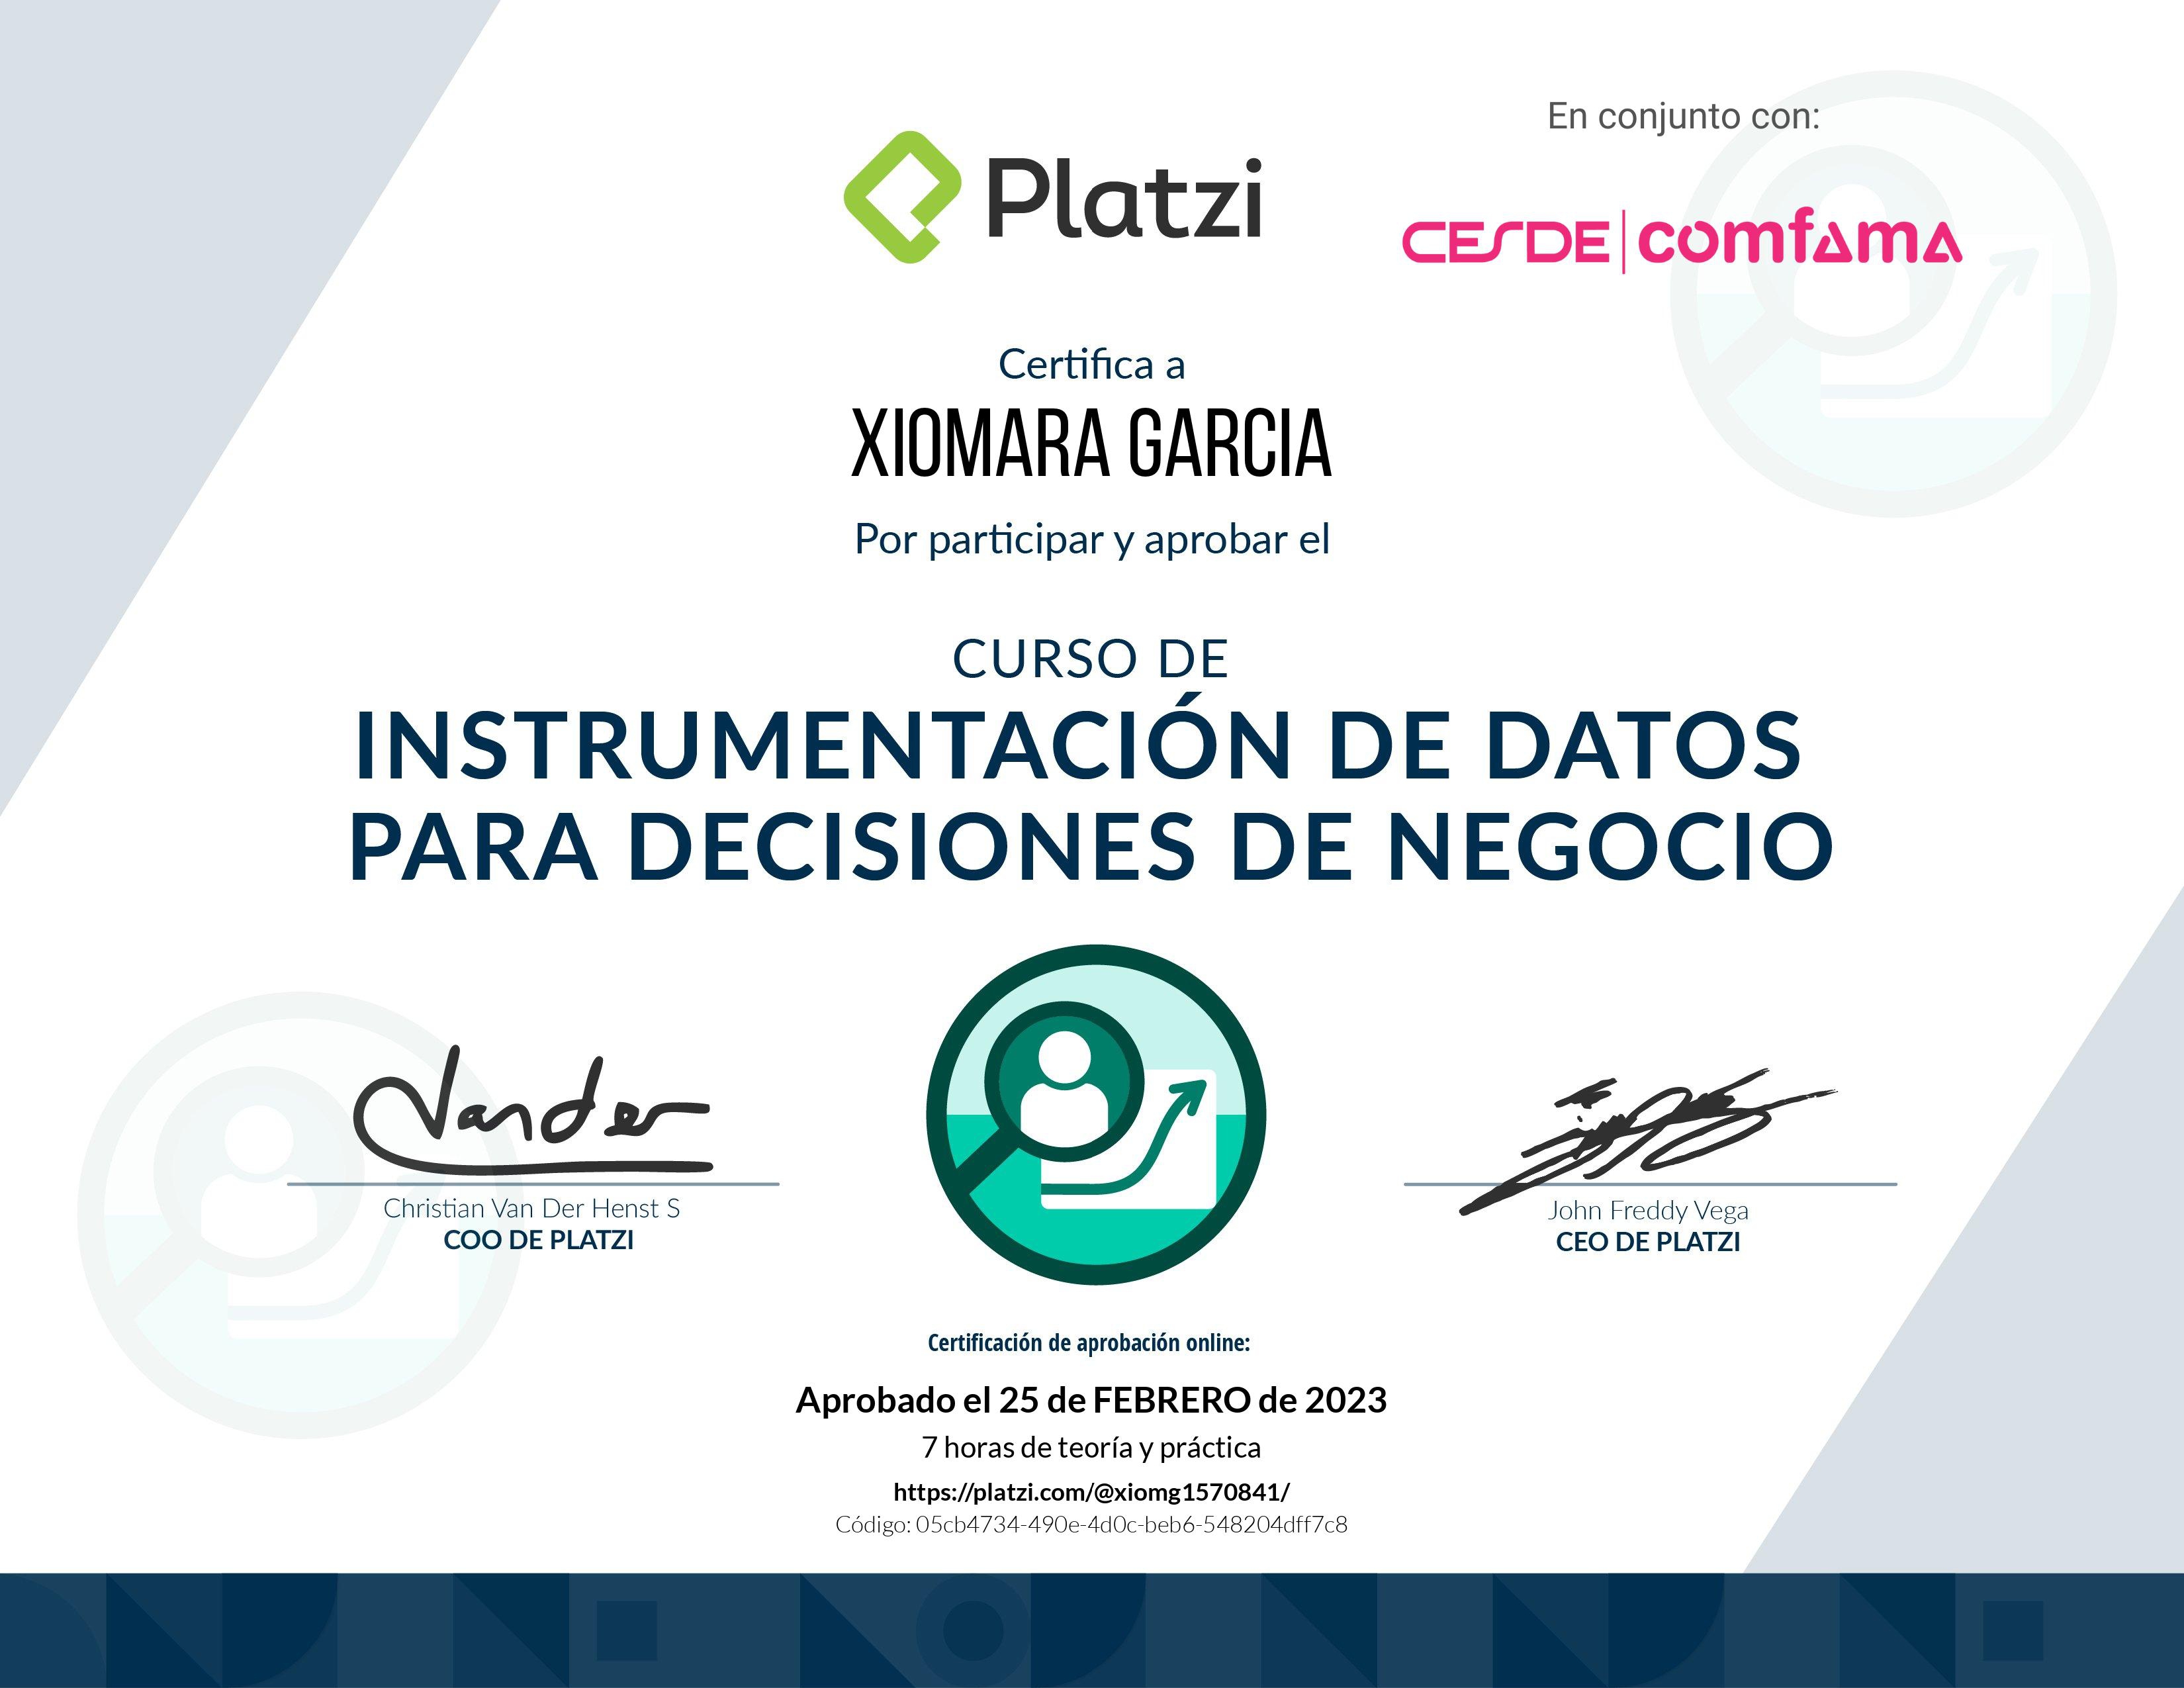 Platzi
En conjunto con:
CESDE | comfama
Certifica a
XIOMARA GARCIA
Por participar y aprobar el
CURSO DE
INSTRUMENTACIÓN DE DATOS
PARA DECISIONES DE NEGOCIO
Vander
Christian Van Der Henst S
COO DE PLATZI
John Freddy Vega
CEO DE PLATZI
Certificación de aprobación online:
Aprobado el 25 de FEBRERO de 2023
7 horas de teoría y práctica
https://platzi.com/@xiomg1570841/
Código: 05cb4734-490e-4d0c-beb6-548204dff7c8